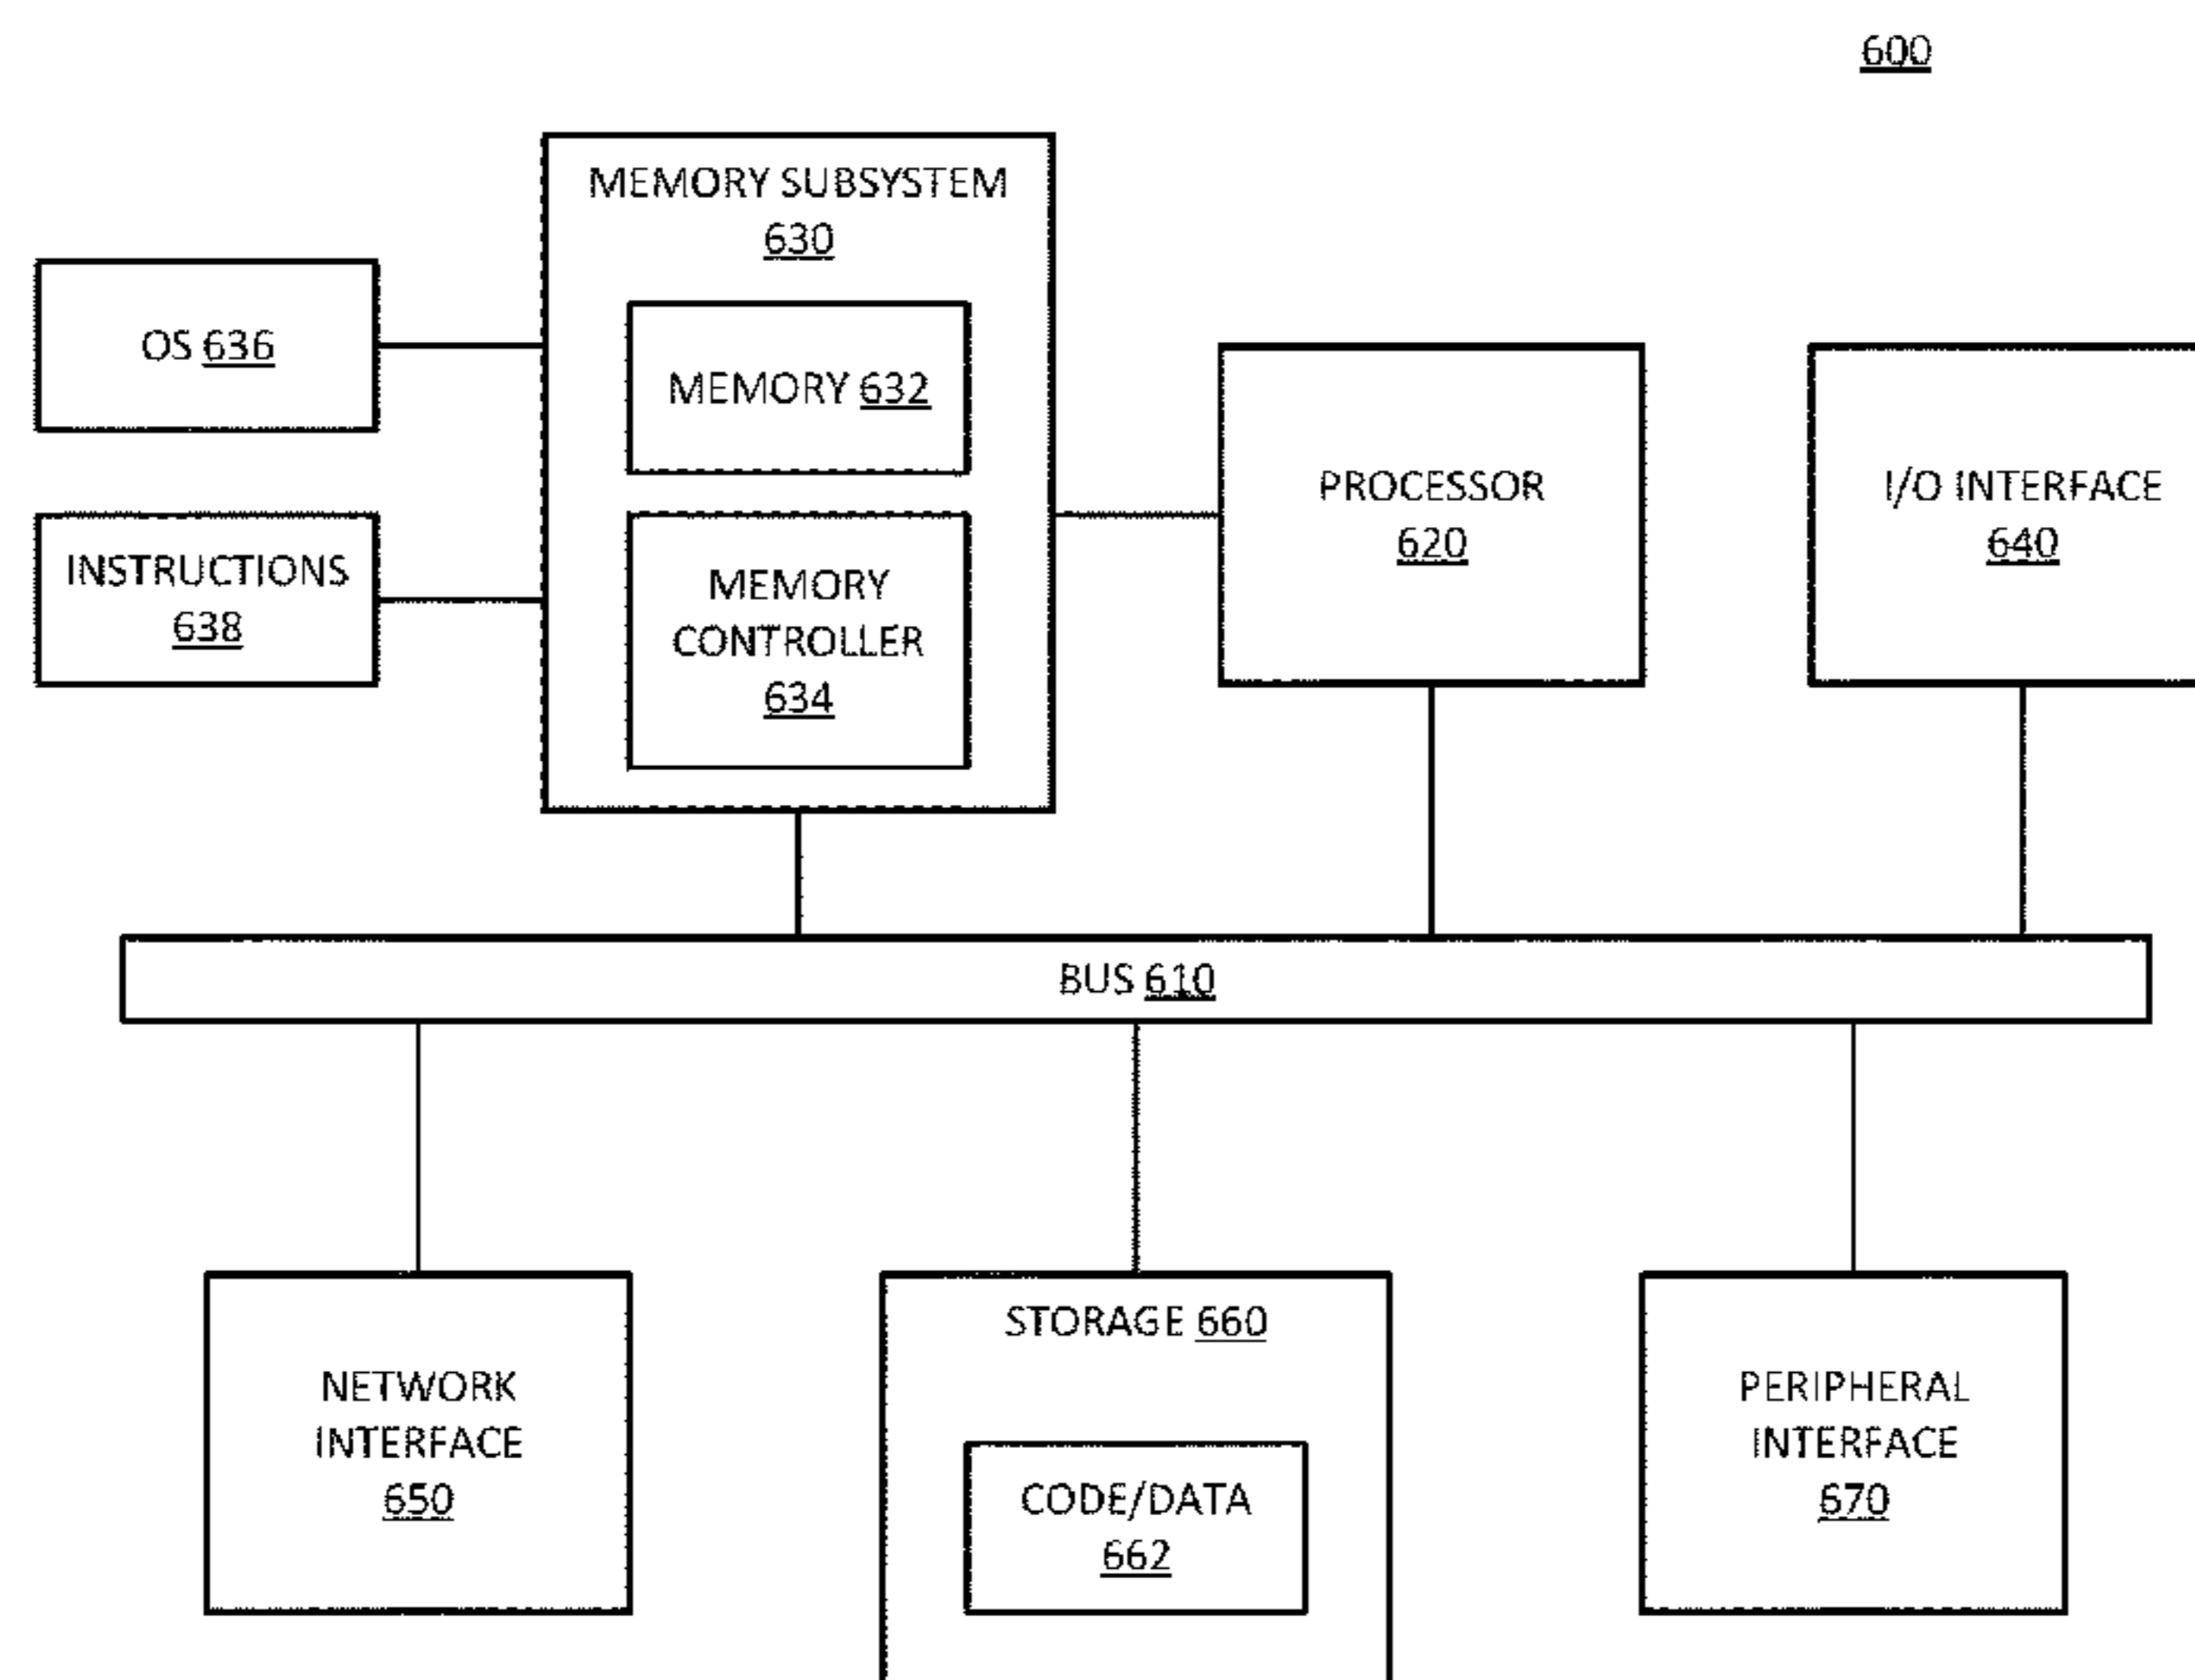 600
MEMORY SUBSYSTEM
630
OS 636
MEMORY 632
INSTRUCTIONS
638
MEMORY
CONTROLLER
634
PROCESSOR
620
I/O INTERFACE
640
BUS 610
NETWORK
INTERFACE
650
STORAGE 660
CODE/DATA
662
PERIPHERAL
INTERFACE
670